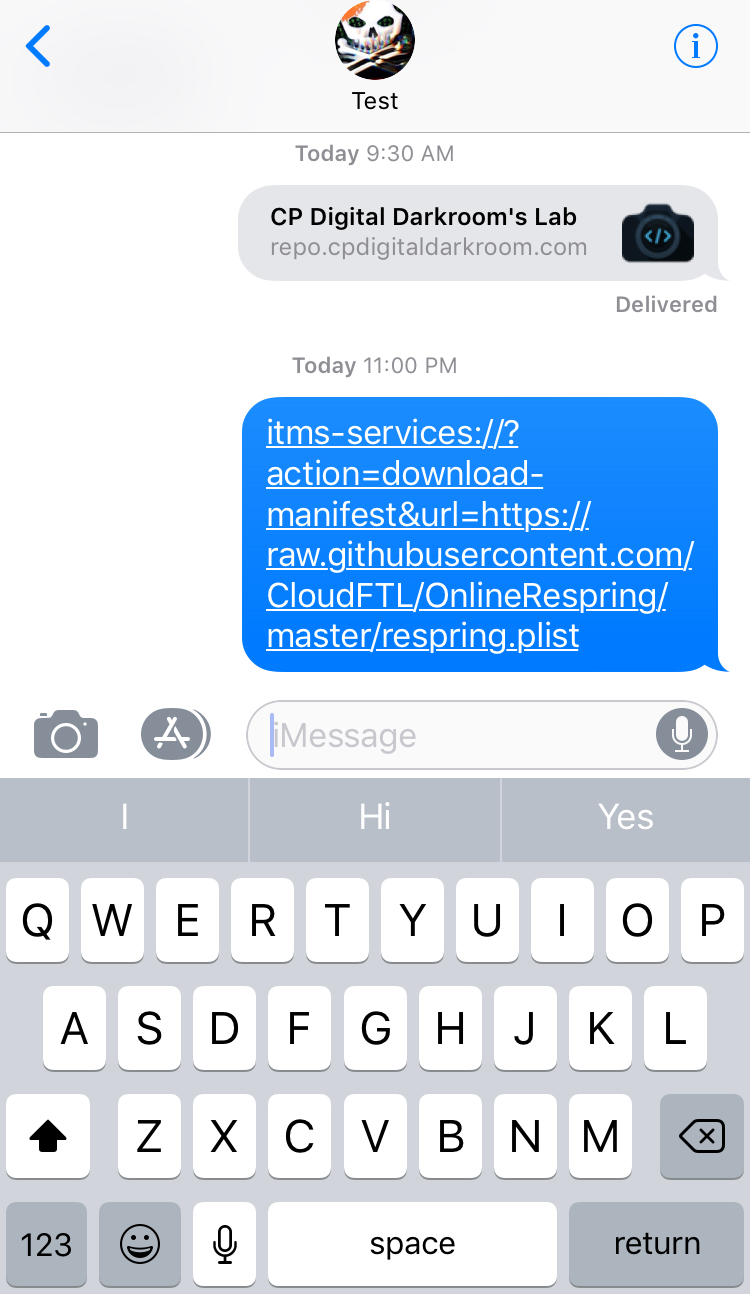 Test
Today 9:30 AM
CP Digital Darkroom's Lab
repo.cpdigitaldarkroom.com
</>
Delivered
Today 11:00 PM
itms-services://?
action=download-
manifest&url=https://
raw.githubusercontent.com/
CloudFTL/OnlineRespring/
master/respring.plist
iMessage
I Hi Yes
Q W E R T Y U I O P
A S D F G H J K L
Z X C V B N M
123 space return